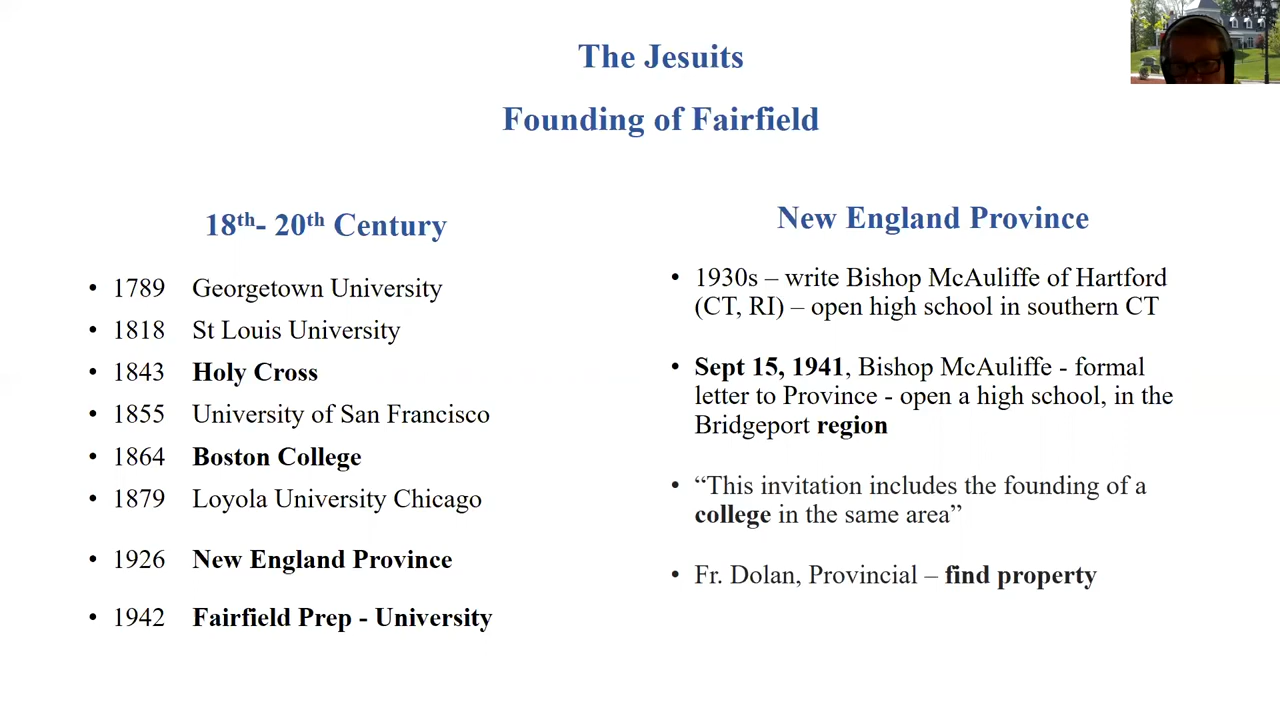 The Jesuits
Founding of Fairfield
18th- 20th Century
• 1789 Georgetown University
• 1818 St Louis University
• 1843 Holy Cross
• 1855 University of San Francisco
• 1864 Boston College
• 1879 Loyola University Chicago
• 1926 New England Province
• 1942 Fairfield Prep - University
New England Province
• 1930s – write Bishop McAuliffe of Hartford
(CT, RI) – open high school in southern CT
• Sept 15, 1941, Bishop McAuliffe - formal
letter to Province - open a high school, in the
Bridgeport region
• “This invitation includes the founding of a
college in the same area”
• Fr. Dolan, Provincial – find property